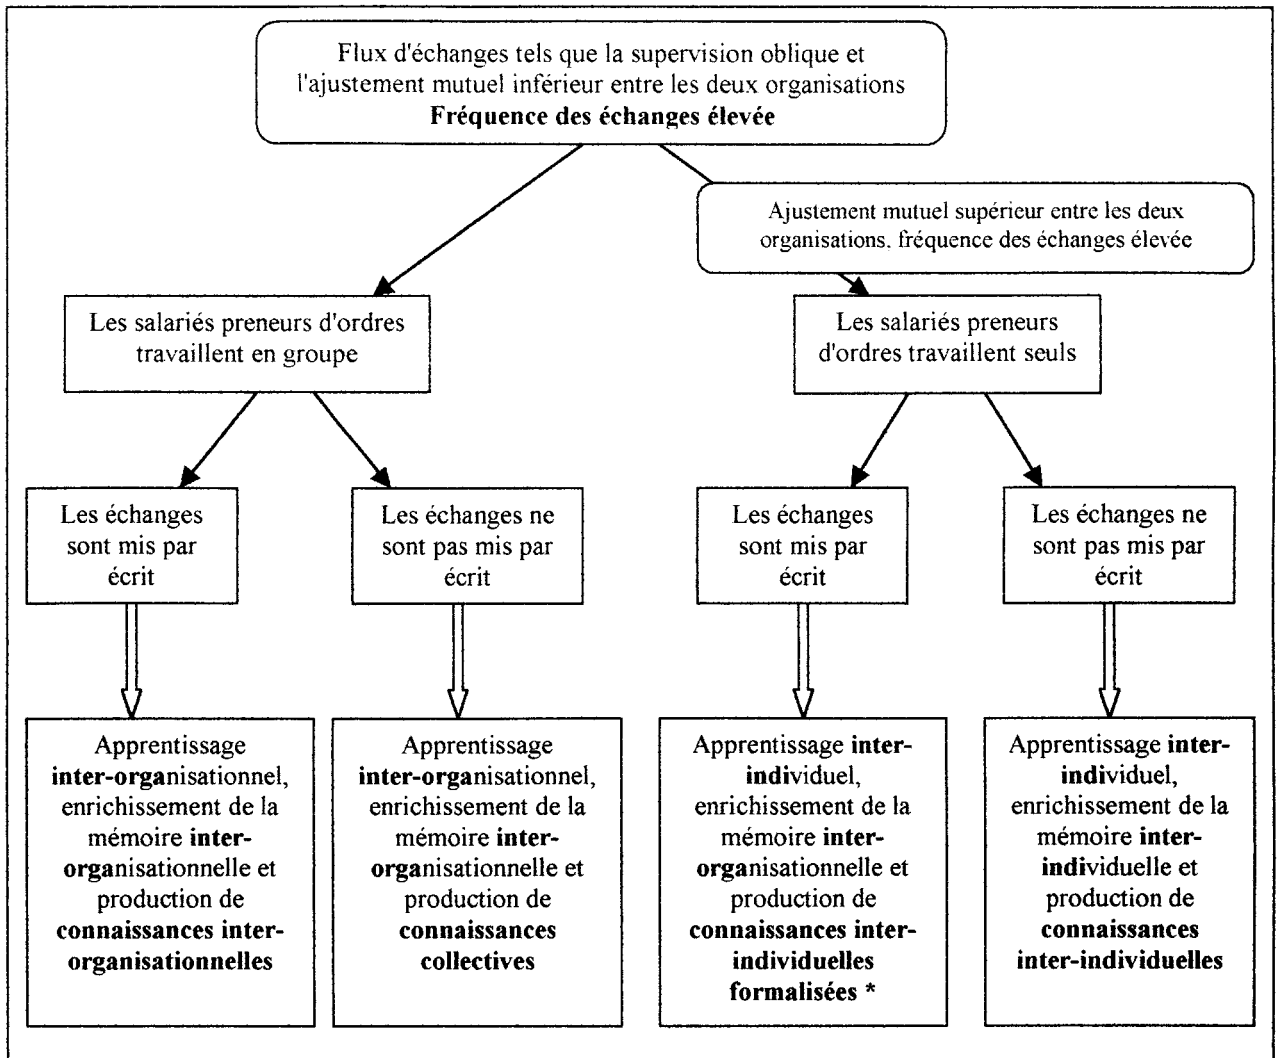 Flux d'échanges tels que la supervision oblique et
l'ajustement mutuel inférieur entre les deux organisations
Fréquence des échanges élevée
Ajustement mutuel supérieur entre les deux
organisations, fréquence des échanges élevée
Les salariés preneurs d'ordres
travaillent en groupe
Les salariés preneurs
d'ordres travaillent seuls
Les échanges
sont mis par
écrit
Les échanges ne
sont pas mis par
écrit
Les échanges
sont mis par
écrit
Les échanges ne
sont pas mis par
écrit
Apprentissage
inter-organisationnel,
enrichissement de la
mémoire inter-
organisationnelle et
production de
connaissances inter-
organisationnelles
Apprentissage
inter-organisationnel,
enrichissement de la
mémoire inter-
organisationnelle et
production de
connaissances
collectives
Apprentissage inter-
individuel,
enrichissement de la
mémoire inter-
organisationnelle et
production de
connaissances inter-
individuelles
formalisées *
Apprentissage inter-
individuel,
enrichissement de la
mémoire inter-
individuelle et
production de
connaissances
inter-individuelles